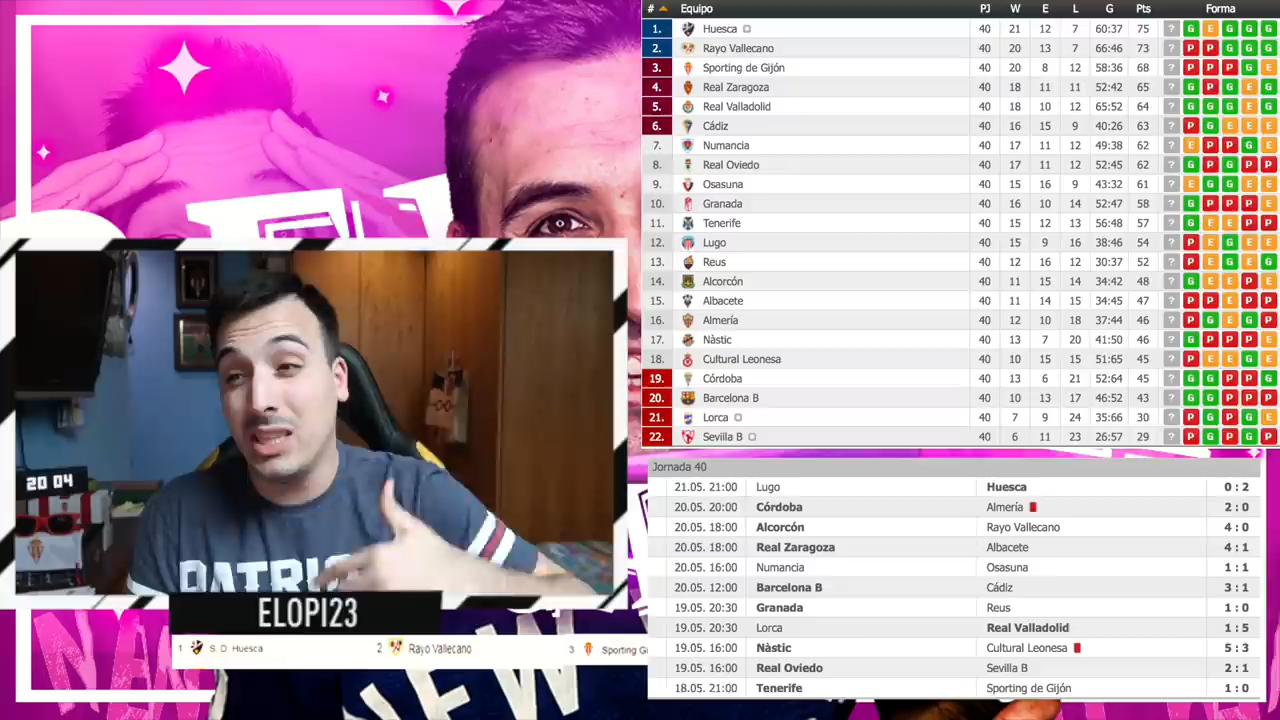 # Equipo PJ W E L G Pts Forma
1. Huesca 40 21 12 7 60:37 75 ? G E G G G
2. Rayo Vallecano 40 20 13 7 66:46 73 ? P P G G G
3. Sporting de Gijón 40 20 8 12 58:36 68 ? P P P G E
4. Real Zaragoza 40 18 11 11 52:42 65 ? G P G E G
5. Real Valladolid 40 18 10 12 65:52 64 ? G G G E G
6. Cádiz 40 16 15 9 40:26 63 ? P G E E E
7. Numancia 40 17 11 12 49:38 62 ? E P P G E
8. Real Oviedo 40 17 11 12 52:45 62 ? G P G P P
9. Osasuna 40 15 16 9 43:32 61 ? E G G E E
10. Granada 40 16 10 14 52:47 58 ? G P P P E
11. Tenerife 40 15 12 13 56:48 57 ? G E E P P
12. Lugo 40 15 9 16 38:46 54 ? P E G E E
13. Reus 40 12 16 12 30:37 52 ? P E G E G
14. Alcorcón 40 11 15 14 34:42 48 ? G E E P E
15. Albacete 40 11 14 15 34:45 47 ? P P E P P
16. Almería 40 12 10 18 37:44 46 ? P G E G P
17. Nàstic 40 13 7 20 41:50 46 ? G P P P E
18. Cultural Leonesa 40 10 15 15 51:65 45 ? P E E G E
19. Córdoba 40 13 6 21 52:64 45 ? G G P P G
20. Barcelona B 40 10 13 17 46:52 43 ? G G P P P
21. Lorca 40 7 9 24 35:66 30 ? P G P G E
22. Sevilla B 40 6 11 23 26:57 29 ? P G P G P
Jornada 40
21.05. 21:00 Lugo Huesca 0 : 2
20.05. 20:00 Córdoba Almería 2 : 0
20.05. 18:00 Alcorcón Rayo Vallecano 4 : 0
20.05. 18:00 Real Zaragoza Albacete 4 : 1
20.05. 16:00 Numancia Osasuna 1 : 1
20.05. 12:00 Barcelona B Cádiz 3 : 1
19.05. 20:30 Granada Reus 1 : 0
19.05. 20:30 Lorca Real Valladolid 1 : 5
19.05. 16:00 Nàstic Cultural Leonesa 5 : 3
19.05. 16:00 Real Oviedo Sevilla B 2 : 1
18.05. 21:00 Tenerife Sporting de Gijón 1 : 0
20 04
PATRI
ELOPI23
1 S. D Huesca 2 Rayo Vallecano 3 Sporting Gi
NEW